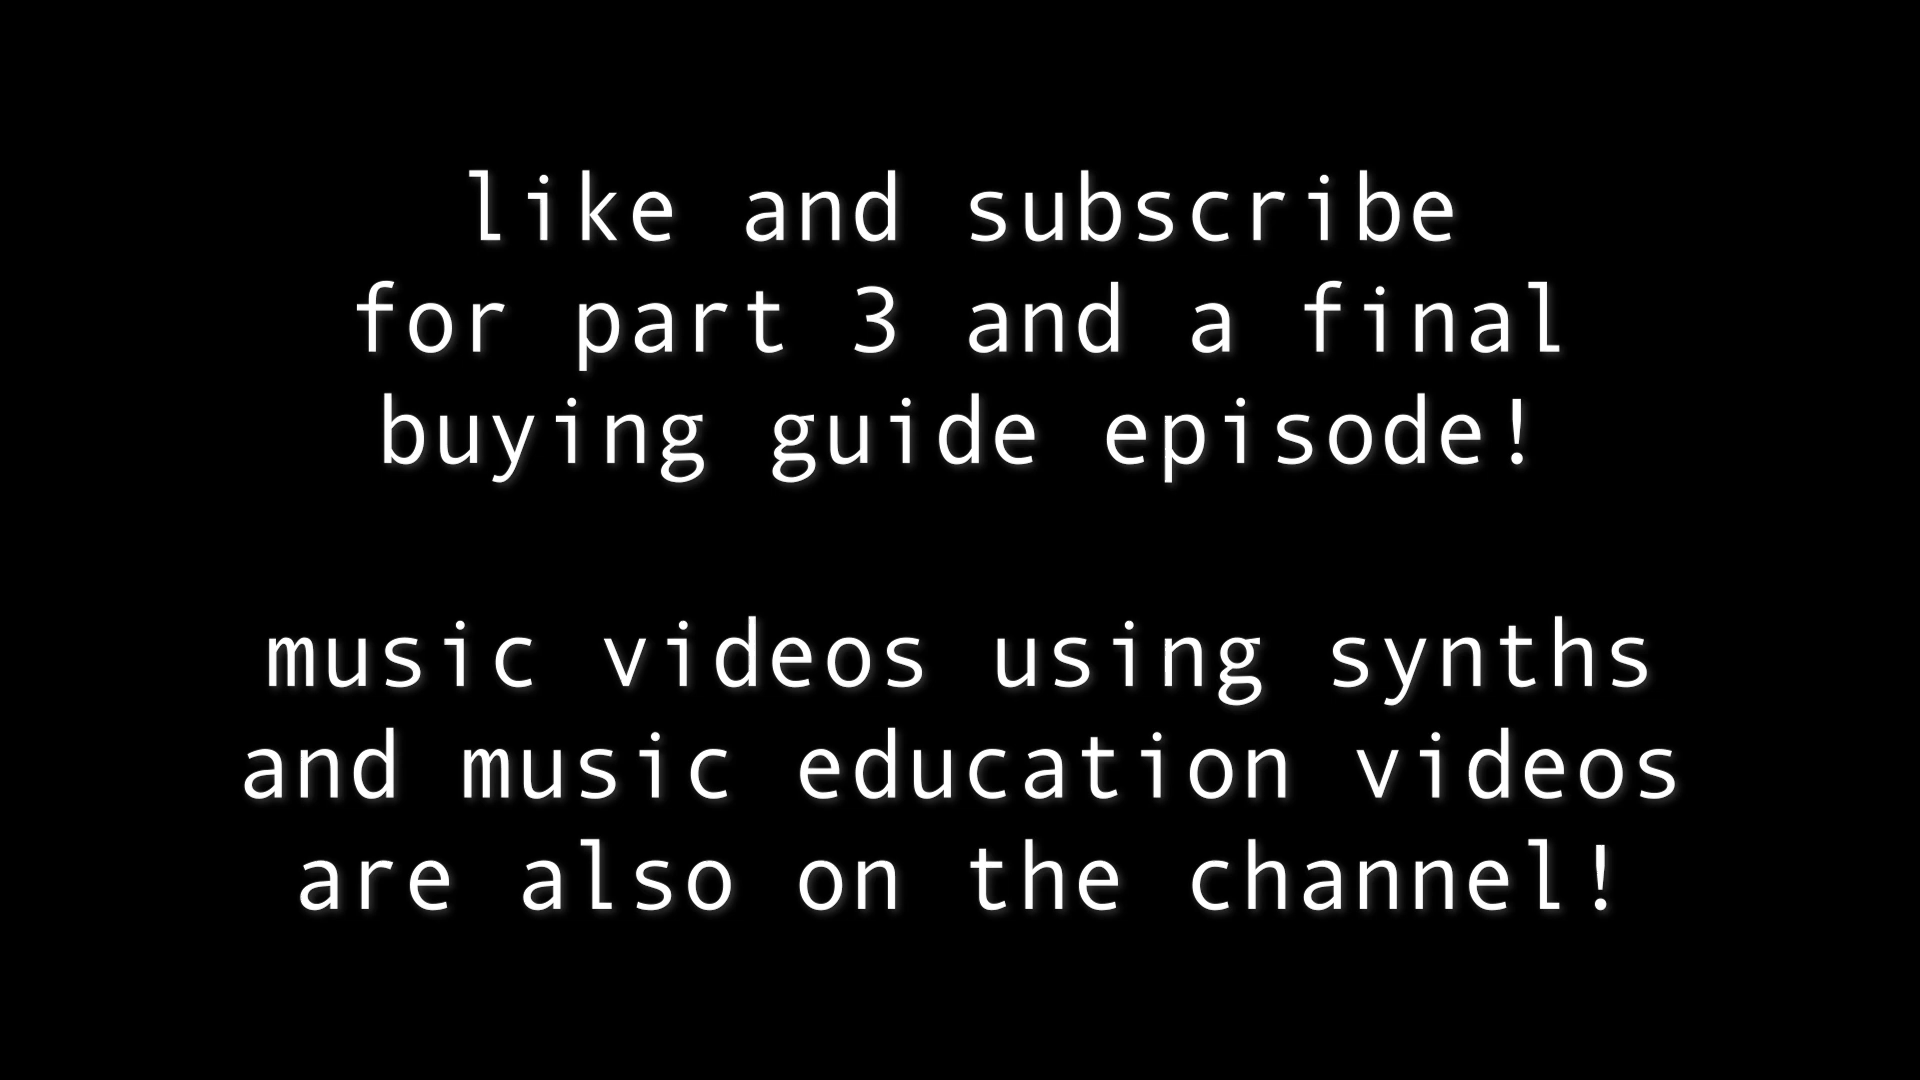 like and subscribe
for part 3 and a final
buying guide episode!
music videos using synths
and music education videos
are also on the channel!